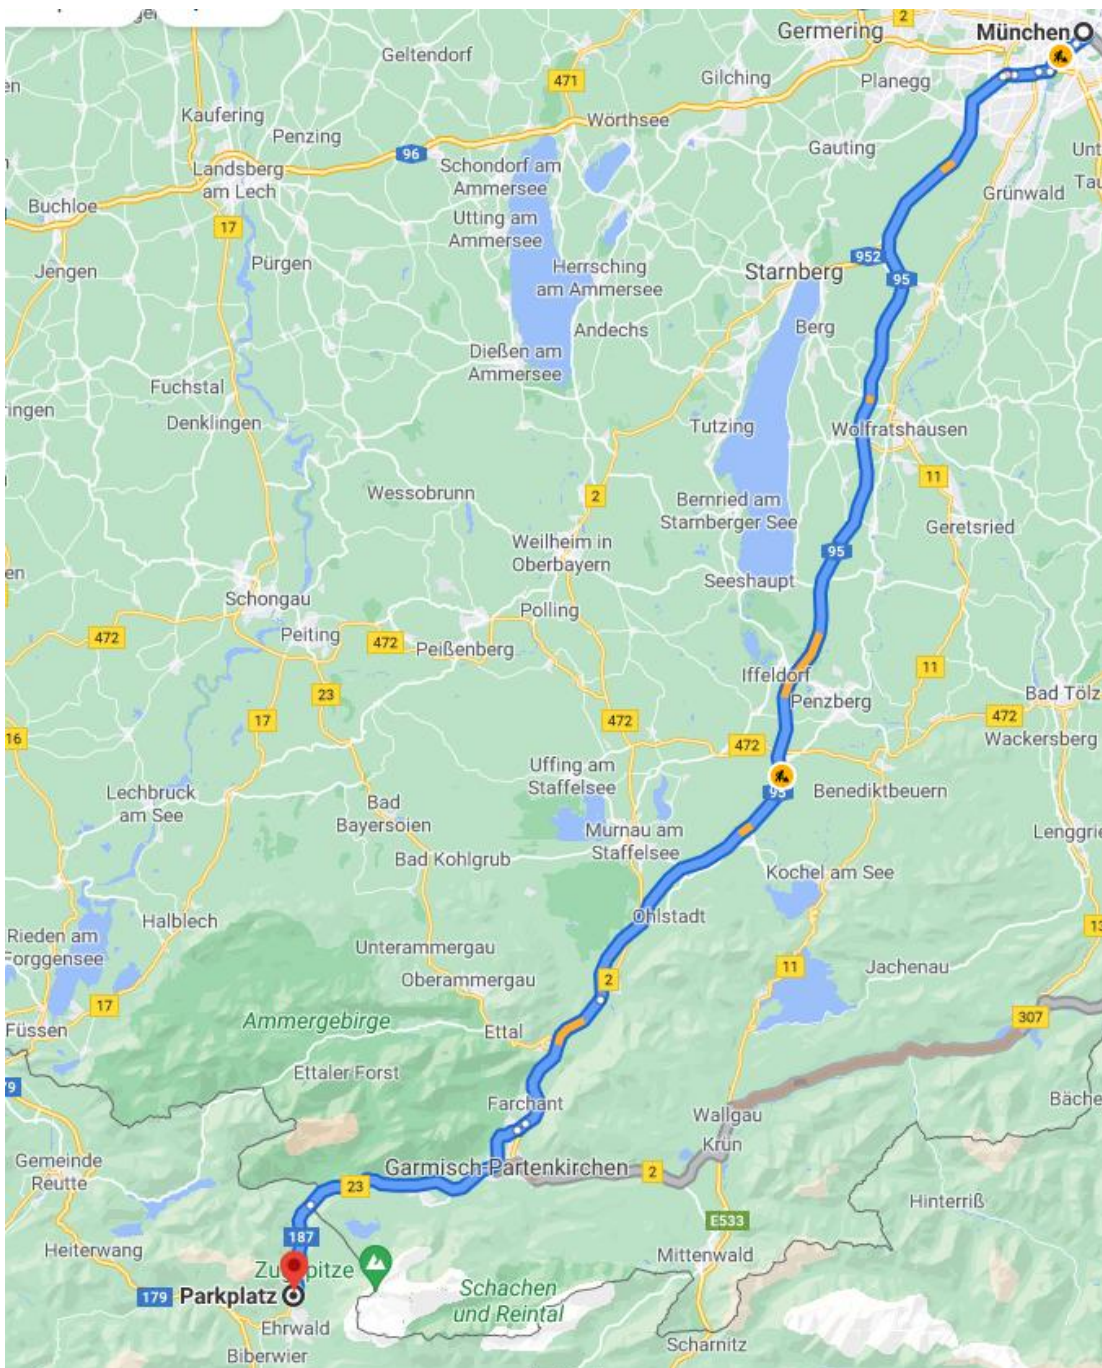 2
München
Germering
Geltendorf
471
Gilching
Planegg
Kaufering
Wörthsee
Penzing
96
Gauting
Landsberg
am Lech
Schondorf am
Ammersee
Grünwald
Buchloe
17
Utting am
Ammersee
Pürgen
952
Jengen
Herrsching
am Ammersee
Starnberg
95
Andechs
Berg
Dießen am
Ammersee
Fuchstal
Denklingen
Tutzing
Wolfratshausen
Wessobrunn
2
11
Bernried am
Starnberger See
Geretsried
Weilheim in
Oberbayern
95
Seeshaupt
Schongau
Polling
472
Peiting
472
Peißenberg
11
Iffeldorf
23
Penzberg
Bad Tölz
17
472
472
16
472
Wackersberg
Uffing am
Staffelsee
Lechbruck
am See
95
Benediktbeuern
Bad
Bayersoien
Murnau am
Staffelsee
Lenggrie
Bad Kohlgrub
Kochel am See
Halblech
Ohlstadt
Rieden am
Forggensee
Unterammergau
11
Jachenau
Oberammergau
2
17
Füssen
Ammergebirge
Ettal
307
Ettaler Forst
Farchant
Wallgau
Krün
Gemeinde
Reutte
Garmisch-Partenkirchen
2
23
Hinterriß
E533
187
Heiterwang
Mittenwald
179
Parkplatz
Schachen
und Reintal
Ehrwald
Scharnitz
Biberwier